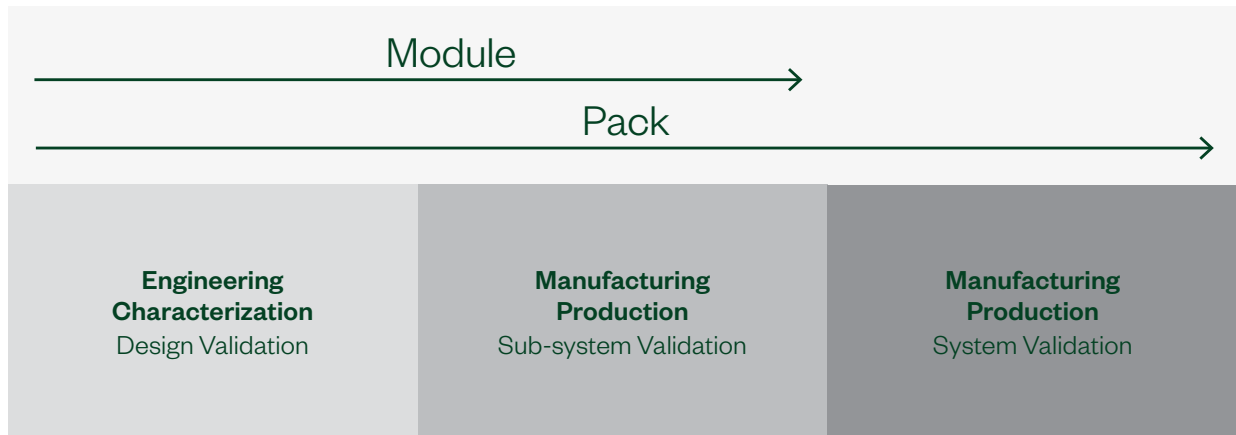 Module
Pack
Engineering
Characterization
Design Validation
Manufacturing
Production
Sub-system Validation
Manufacturing
Production
System Validation